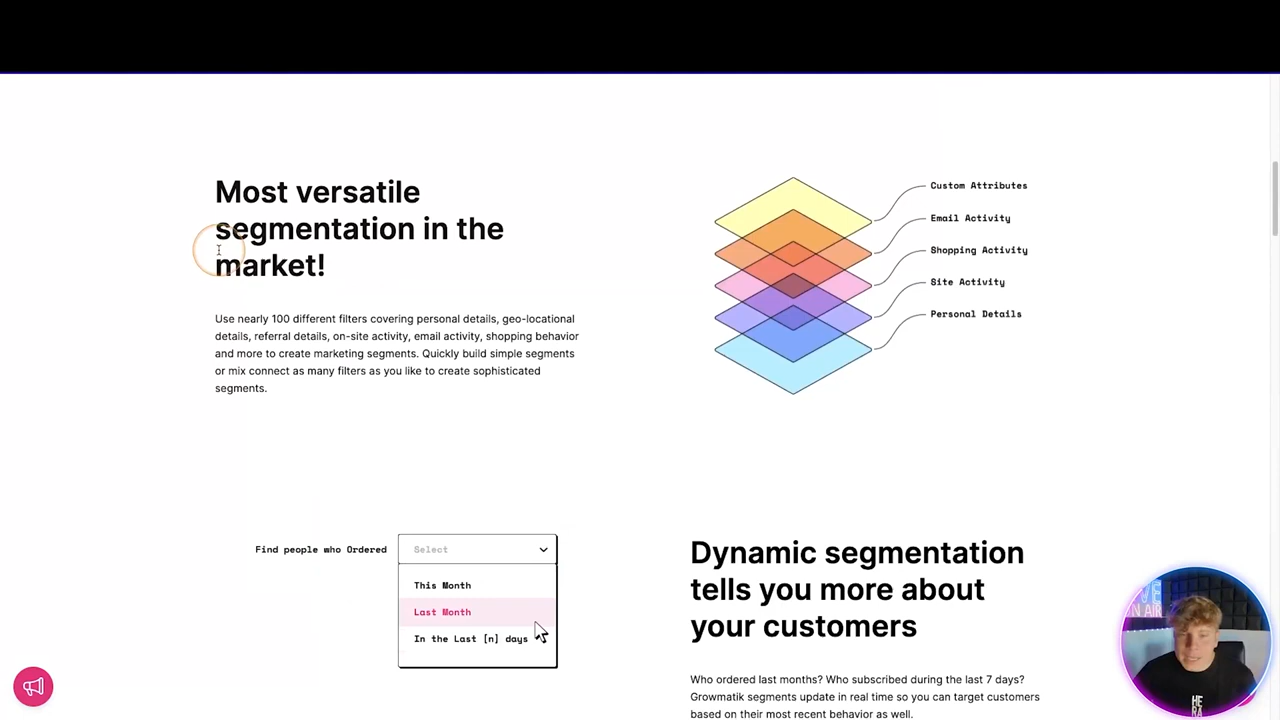 Most versatile
segmentation in the
market!
Use nearly 100 different filters covering personal details, geo-locational
details, referral details, on-site activity, email activity, shopping behavior
and more to create marketing segments. Quickly build simple segments
or mix connect as many filters as you like to create sophisticated
segments.
Custom Attributes
Email Activity
Shopping Activity
Site Activity
Personal Details
Find people who Ordered
Select
This Month
Last Month
In the Last [n] days
Dynamic segmentation
tells you more about
your customers
Who ordered last months? Who subscribed during the last 7 days?
Growmatik segments update in real time so you can target customers
based on their most recent behavior as well.